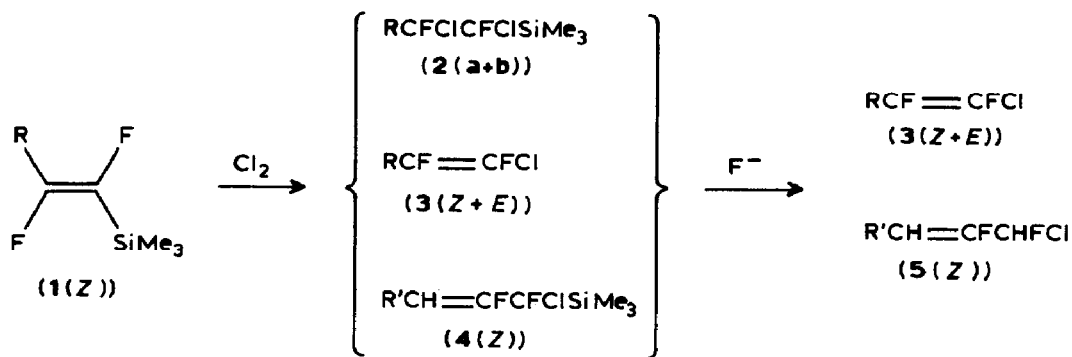 R F
F SiMe₃
(1(Z))
Cl₂
RCFClCFClSiMe₃
(2(a+b))
RCF=CFCl
(3(Z+E))
R'CH=CFCFClSiMe₃
(4(Z))
F⁻
RCF=CFCl
(3(Z+E))
R'CH=CFCHFCl
(5(Z))